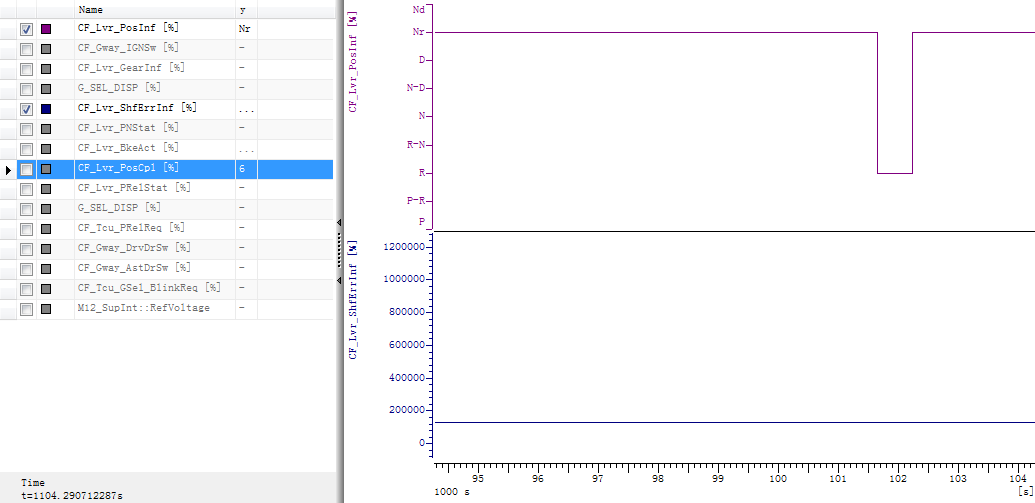 Name y
CF_Lvr_PosInf [%] Nr
CF_Gway_IGNSw [%] -
CF_Lvr_GearInf [%] -
G_SEL_DISP [%] -
CF_Lvr_ShfErrInf [%] ...
CF_Lvr_PNStat [%] -
CF_Lvr_BkeAct [%] ...
CF_Lvr_PosCpl [%] 6
CF_Lvr_PRelStat [%] -
G_SEL_DISP [%] -
CF_Tcu_PRelReq [%] -
CF_Gway_DrvDrSw [%] -
CF_Gway_AstDrSw [%] -
CF_Tcu_GSel_BlinkReq [%] -
M12_SupInt::RefVoltage -
Time
t=1104.290712287s
CF_Lvr_PosInf [%]
Nd
Nr
D
N-D
N
R-N
R
P-R
P
CF_Lvr_ShfErrInf [%]
1200000
1000000
800000
600000
400000
200000
0
95 96 97 98 99 100 101 102 103 104
1000 s [s]